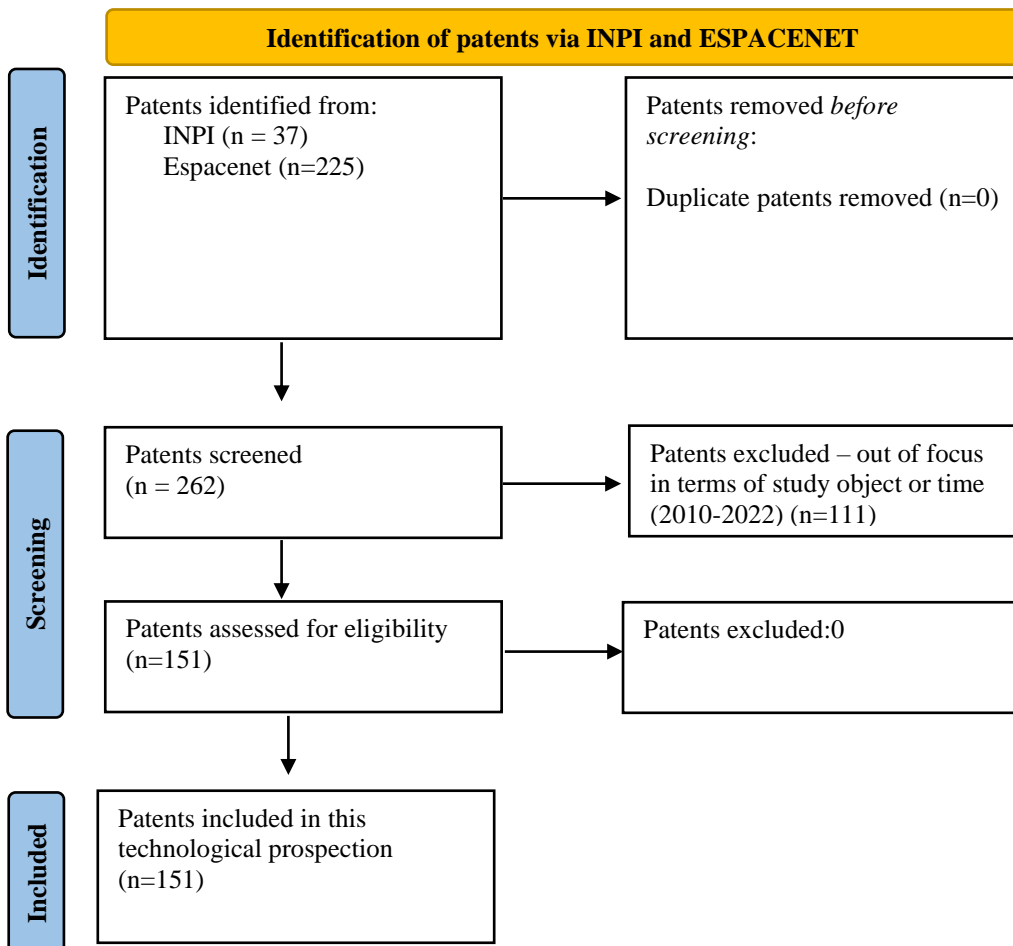 Identification of patents via INPI and ESPACENET
Identification
Patents identified from:
INPI (n = 37)
Espacenet (n=225)
Patents removed before
screening:
Duplicate patents removed (n=0)
Screening
Patents screened
(n = 262)
Patents excluded – out of focus
in terms of study object or time
(2010-2022) (n=111)
Patents assessed for eligibility
(n=151)
Patents excluded:0
Included
Patents included in this
technological prospection
(n=151)